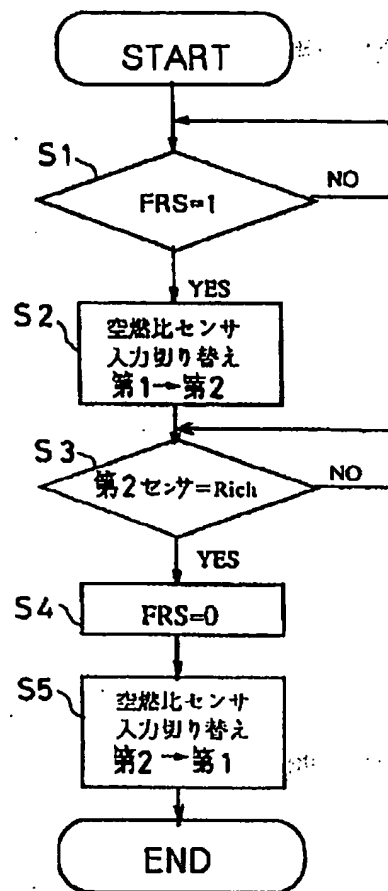 START
S1
FRS=1
NO
YES
S2
空燃比センサ
入力切り替え
第1→第2
S3
第2センサ=Rich
NO
YES
S4
FRS=0
S5
空燃比センサ
入力切り替え
第2→第1
END